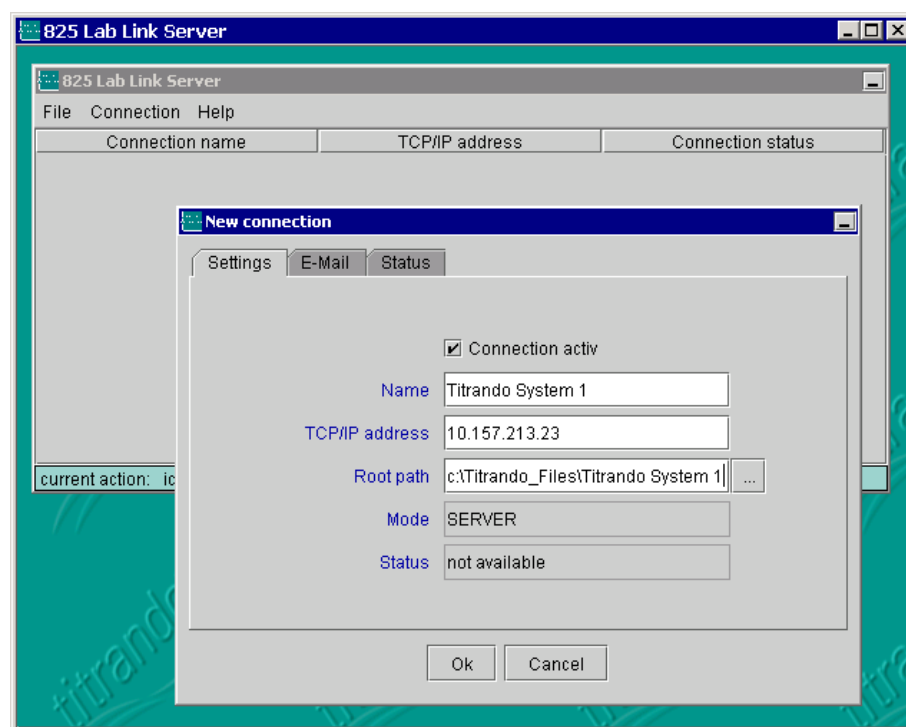 825 Lab Link Server
825 Lab Link Server
File Connection Help
Connection name TCP/IP address Connection status
New connection
Settings E-Mail Status
Connection activ
Name Titrando System 1
TCP/IP address 10.157.213.23
Root path c:\Titrando_Files\Titrando System 1 ...
current action:
Mode SERVER
Status not available
Ok Cancel
titrando